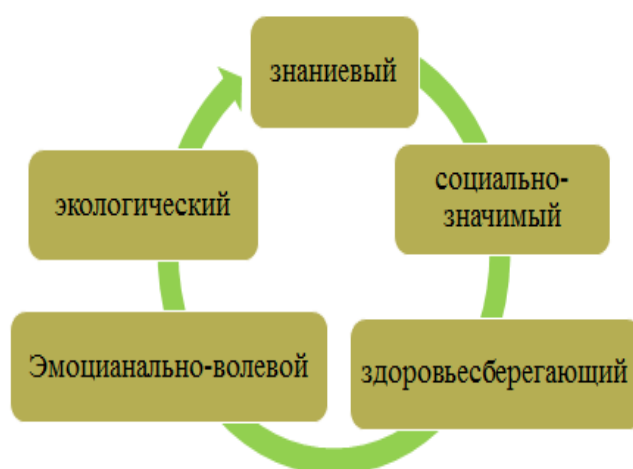 знаниевый
социально-
значимый
здоровьесберегающий
Эмоцианально-волевой
экологический